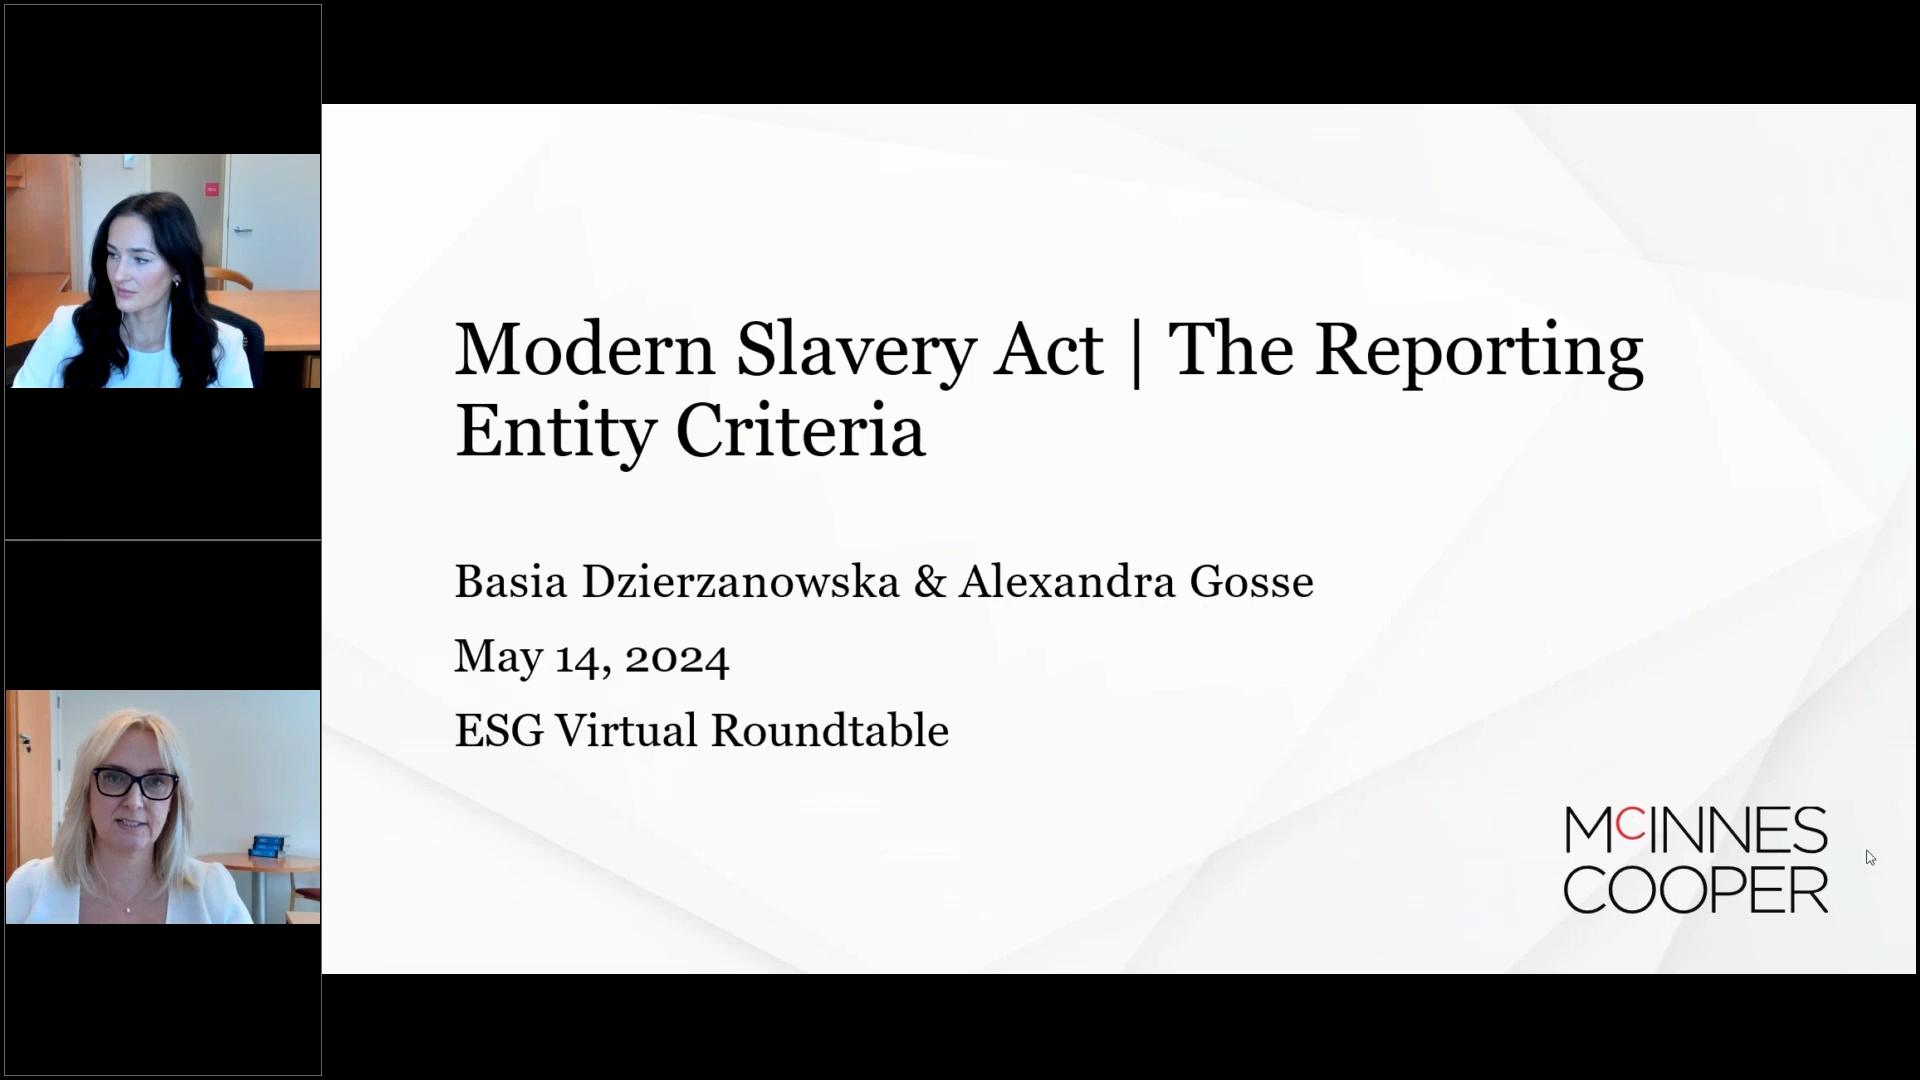 Modern Slavery Act | The Reporting
Entity Criteria
Basia Dzierzanowska & Alexandra Gosse
May 14, 2024
ESG Virtual Roundtable
MCINNES
COOPER